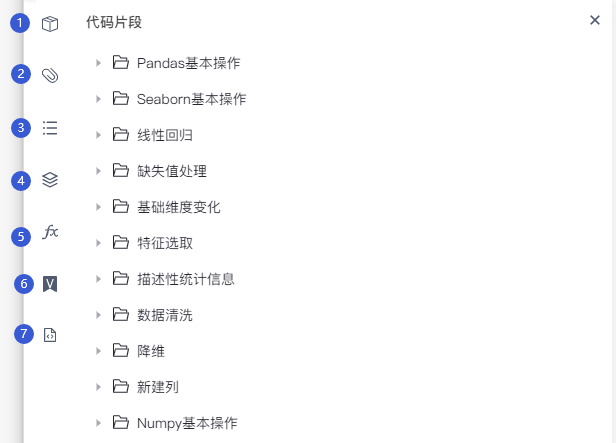 1
代码片段
Pandas基本操作
2
Seaborn基本操作
3
线性回归
4
缺失值处理
基础维度变化
5
fx
特征选取
6
V
描述性统计信息
数据清洗
7
降维
新建列
Numpy基本操作